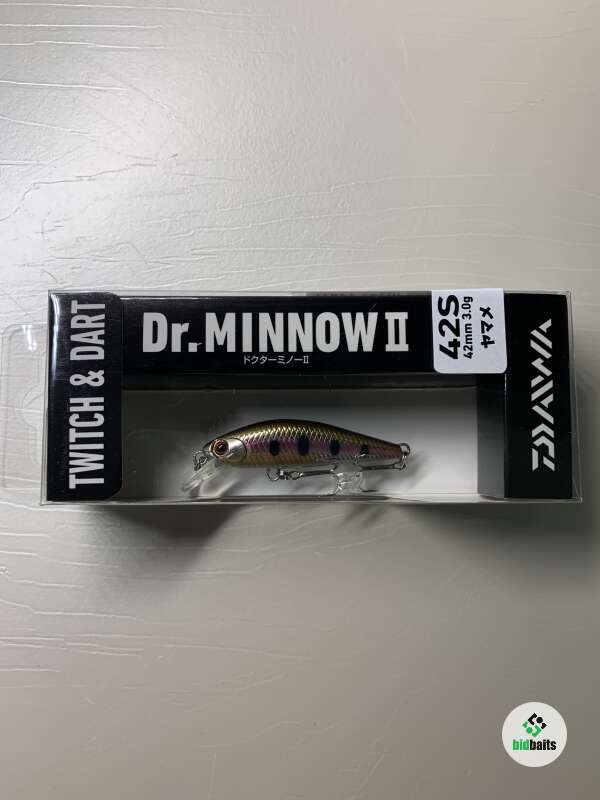 TWITCH & DART
Dr.MINNOW II
ドクターミノーII
42S
42mm 3.0g
ヤマメ
DAIWA
bidbaits